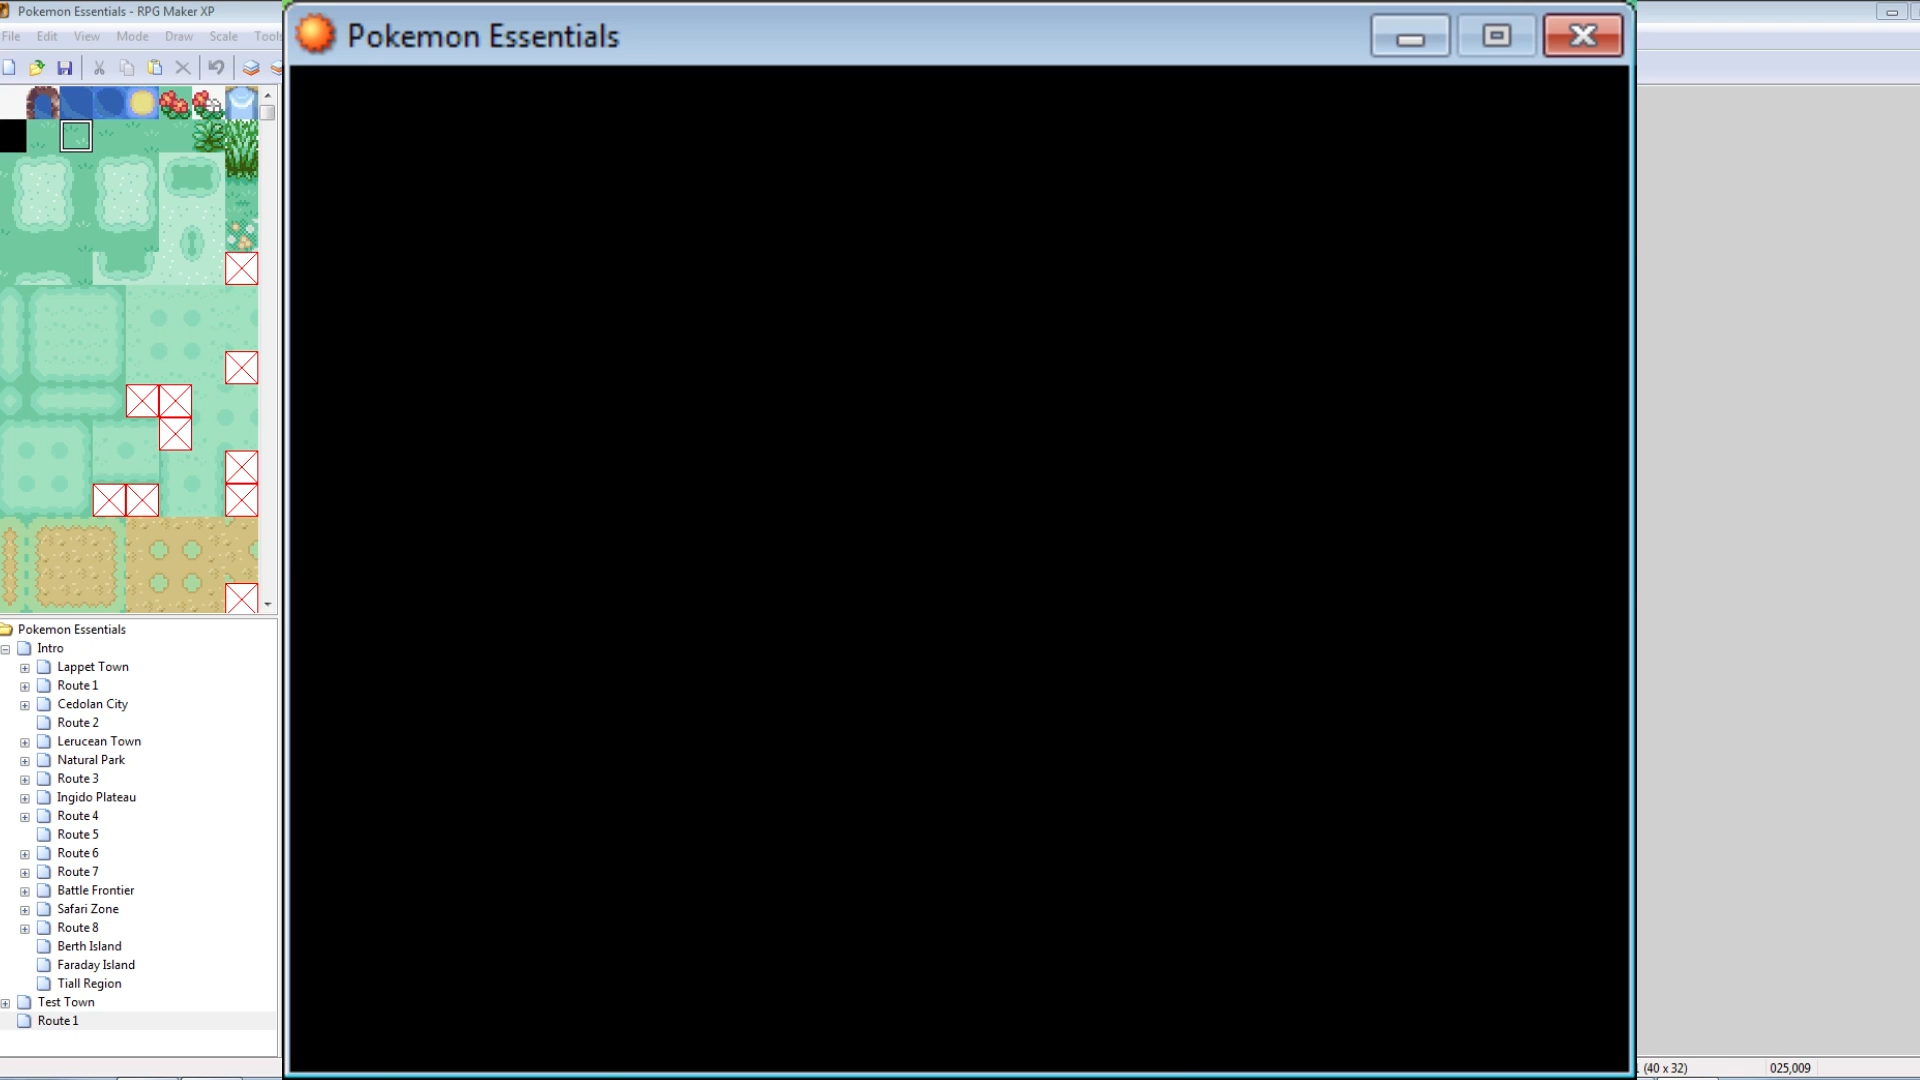 Pokemon Essentials - RPG Maker XP
File Edit View Mode Draw Scale Tools
Pokemon Essentials
Pokemon Essentials
Intro
Lappet Town
Route 1
Cedolan City
Route 2
Lerucean Town
Natural Park
Route 3
Ingido Plateau
Route 4
Route 5
Route 6
Route 7
Battle Frontier
Safari Zone
Route 8
Berth Island
Faraday Island
Tiall Region
Test Town
Route 1
(40 x 32) 025,009